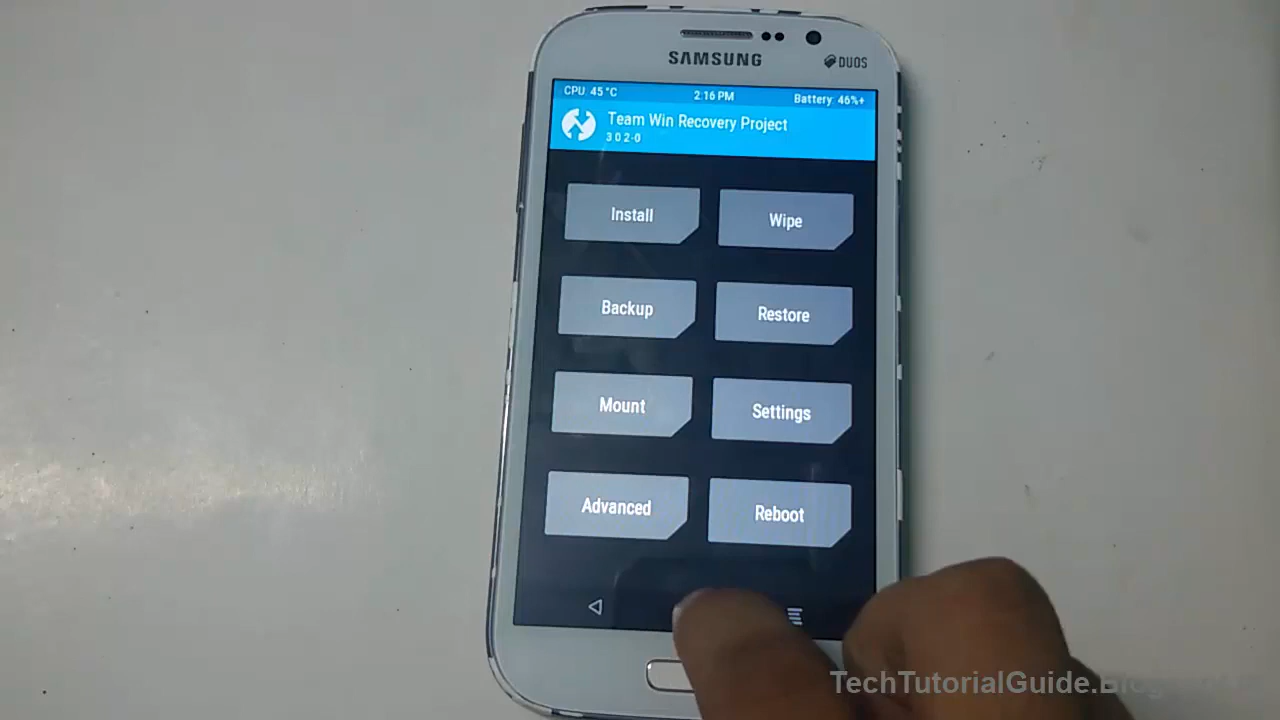 SAMSUNG
DUOS
CPU: 45 °C 2:16 PM Battery: 46%+
Team Win Recovery Project
3.0.2-0
Install Wipe
Backup Restore
Mount Settings
Advanced Reboot
TechTutorialGuide.Blog